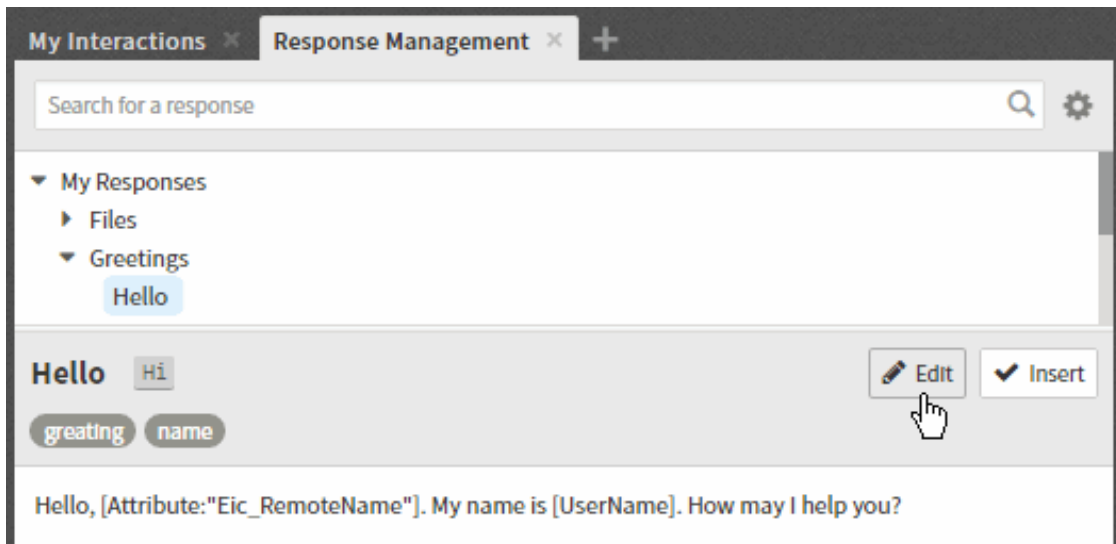 My Interactions Response Management
Search for a response
My Responses
Files
Greetings
Hello
Hello Hi Edit Insert
greating name
Hello, [Attribute:"Eic_RemoteName"]. My name is [UserName]. How may I help you?